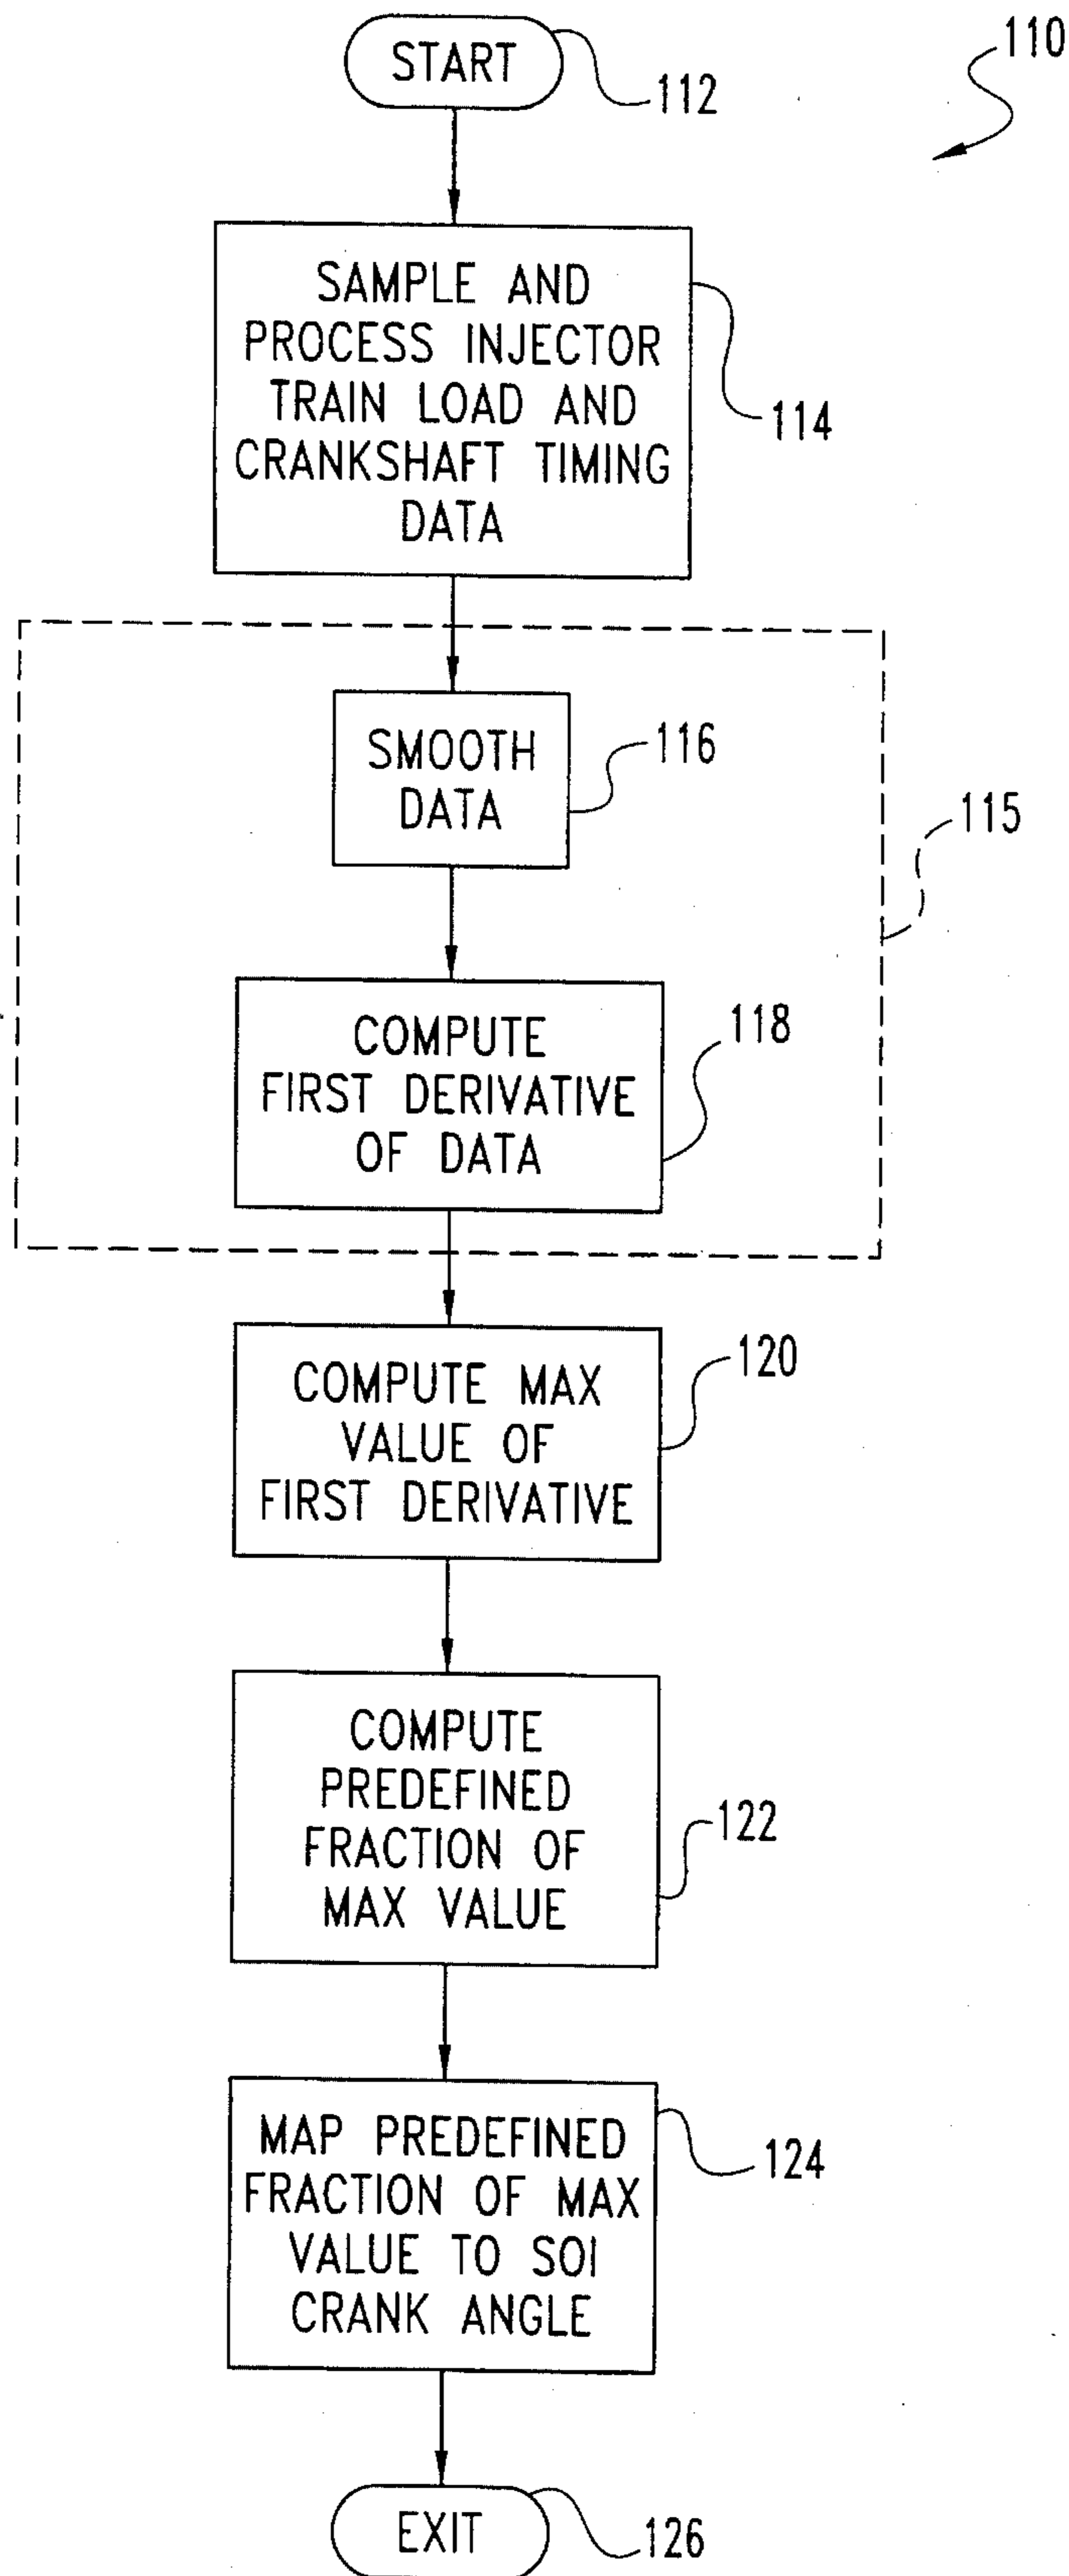 START
112
110
SAMPLE AND
PROCESS INJECTOR
TRAIN LOAD AND
CRANKSHAFT TIMING
DATA
114
SMOOTH
DATA
116
115
COMPUTE
FIRST DERIVATIVE
OF DATA
118
COMPUTE MAX
VALUE OF
FIRST DERIVATIVE
120
COMPUTE
PREDEFINED
FRACTION OF
MAX VALUE
122
MAP PREDEFINED
FRACTION OF MAX
VALUE TO SOI
CRANK ANGLE
124
EXIT
126